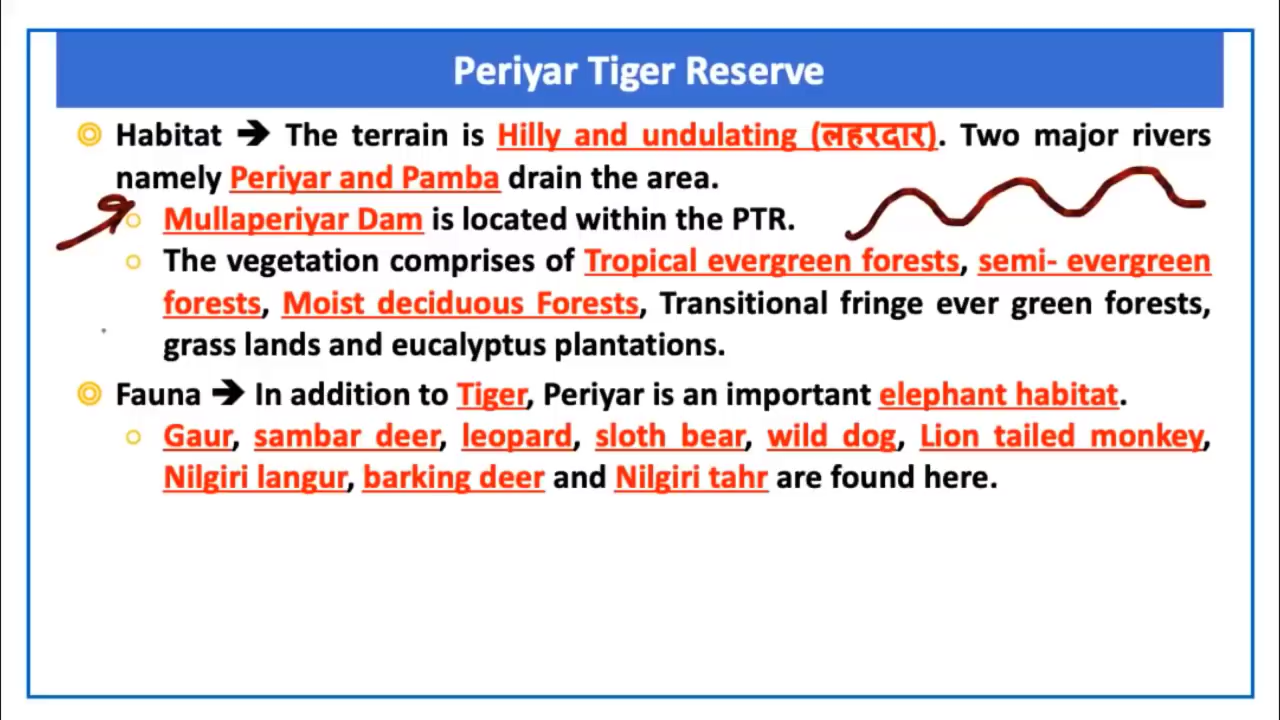 Periyar Tiger Reserve
Habitat ➔ The terrain is Hilly and undulating (लहरदार). Two major rivers
namely Periyar and Pamba drain the area.
Mullaperiyar Dam is located within the PTR.
The vegetation comprises of Tropical evergreen forests, semi- evergreen
forests, Moist deciduous Forests, Transitional fringe ever green forests,
grass lands and eucalyptus plantations.
Fauna ➔ In addition to Tiger, Periyar is an important elephant habitat.
Gaur, sambar deer, leopard, sloth bear, wild dog, Lion tailed monkey,
Nilgiri langur, barking deer and Nilgiri tahr are found here.